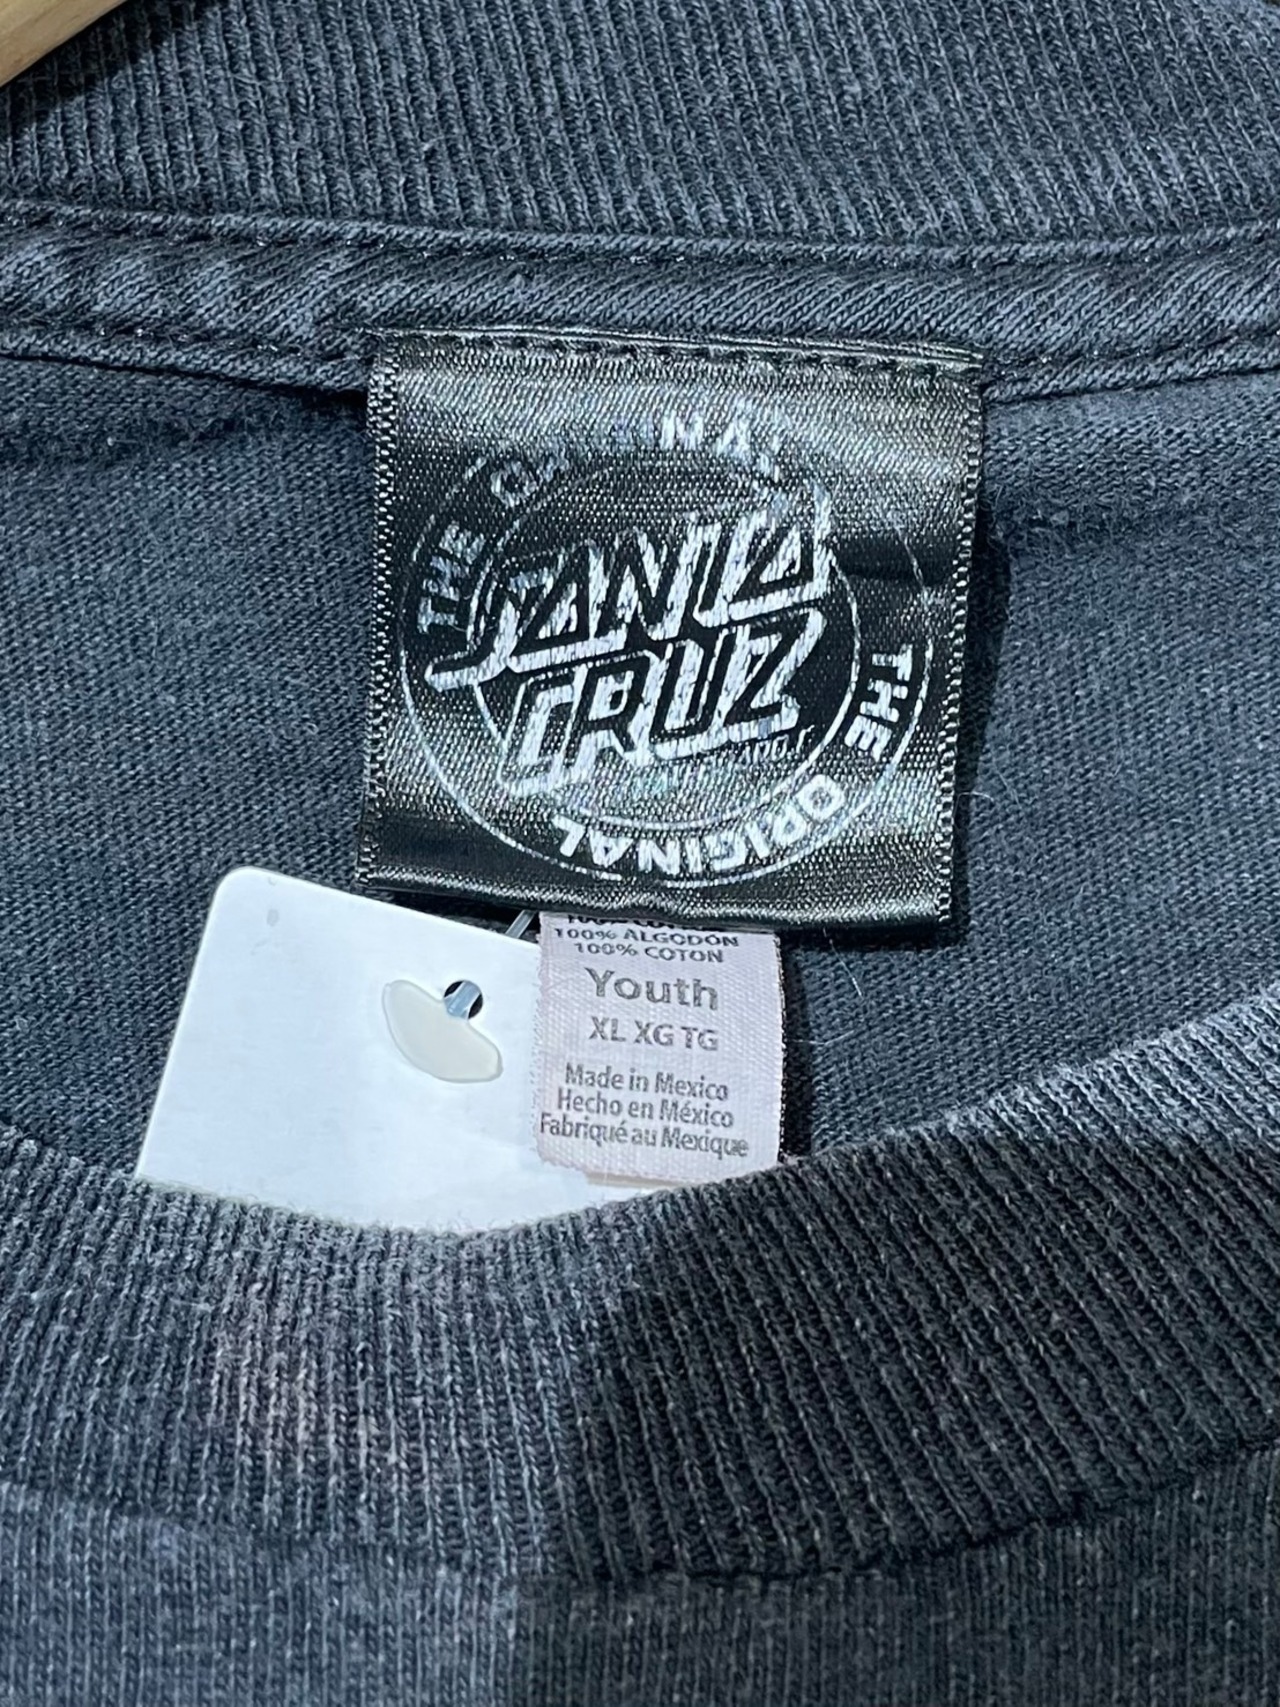 THE ORIGINAL
SANTA
CRUZ
THE ORIGINAL
100% ALGODÓN
100% COTON
Youth
XL XG TG
Made in Mexico
Hecho en México
Fabriqué au Mexique